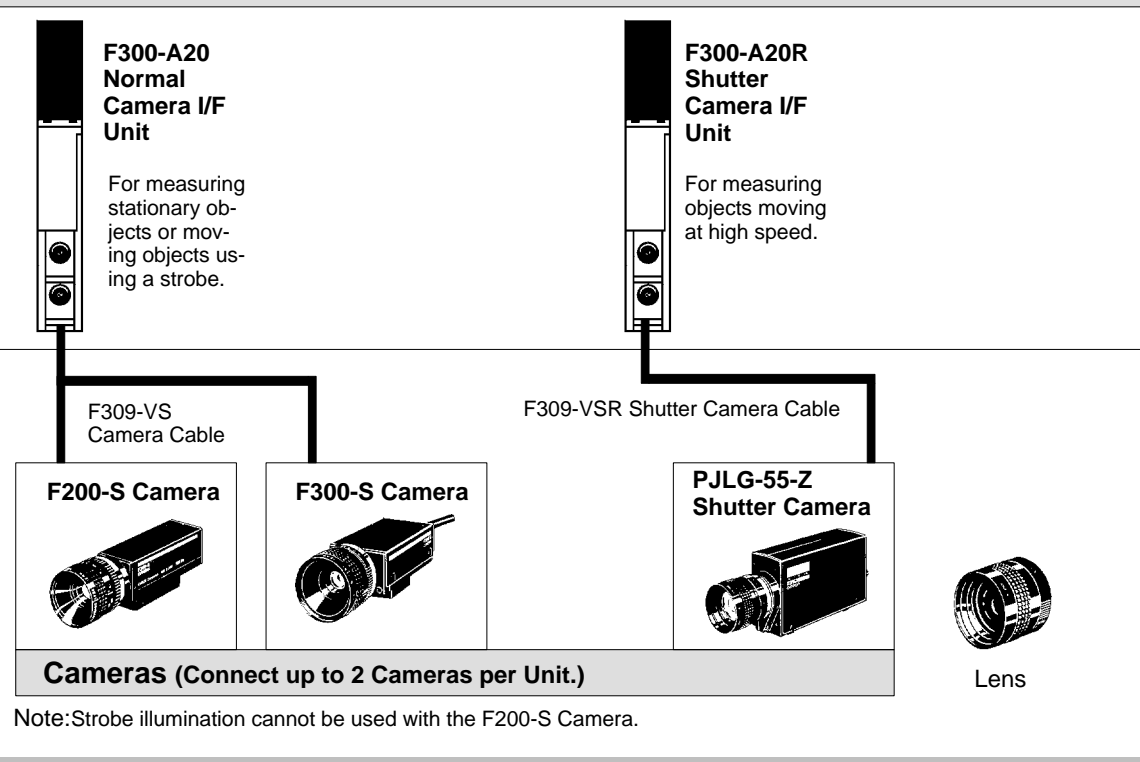 F300-A20
Normal
Camera I/F
Unit
For measuring
stationary ob-
jects or mov-
ing objects us-
ing a strobe.
F300-A20R
Shutter
Camera I/F
Unit
For measuring
objects moving
at high speed.
F309-VS
Camera Cable
F309-VSR Shutter Camera Cable
F200-S Camera
F300-S Camera
PJLG-55-Z
Shutter Camera
Lens
Cameras (Connect up to 2 Cameras per Unit.)
Note:Strobe illumination cannot be used with the F200-S Camera.